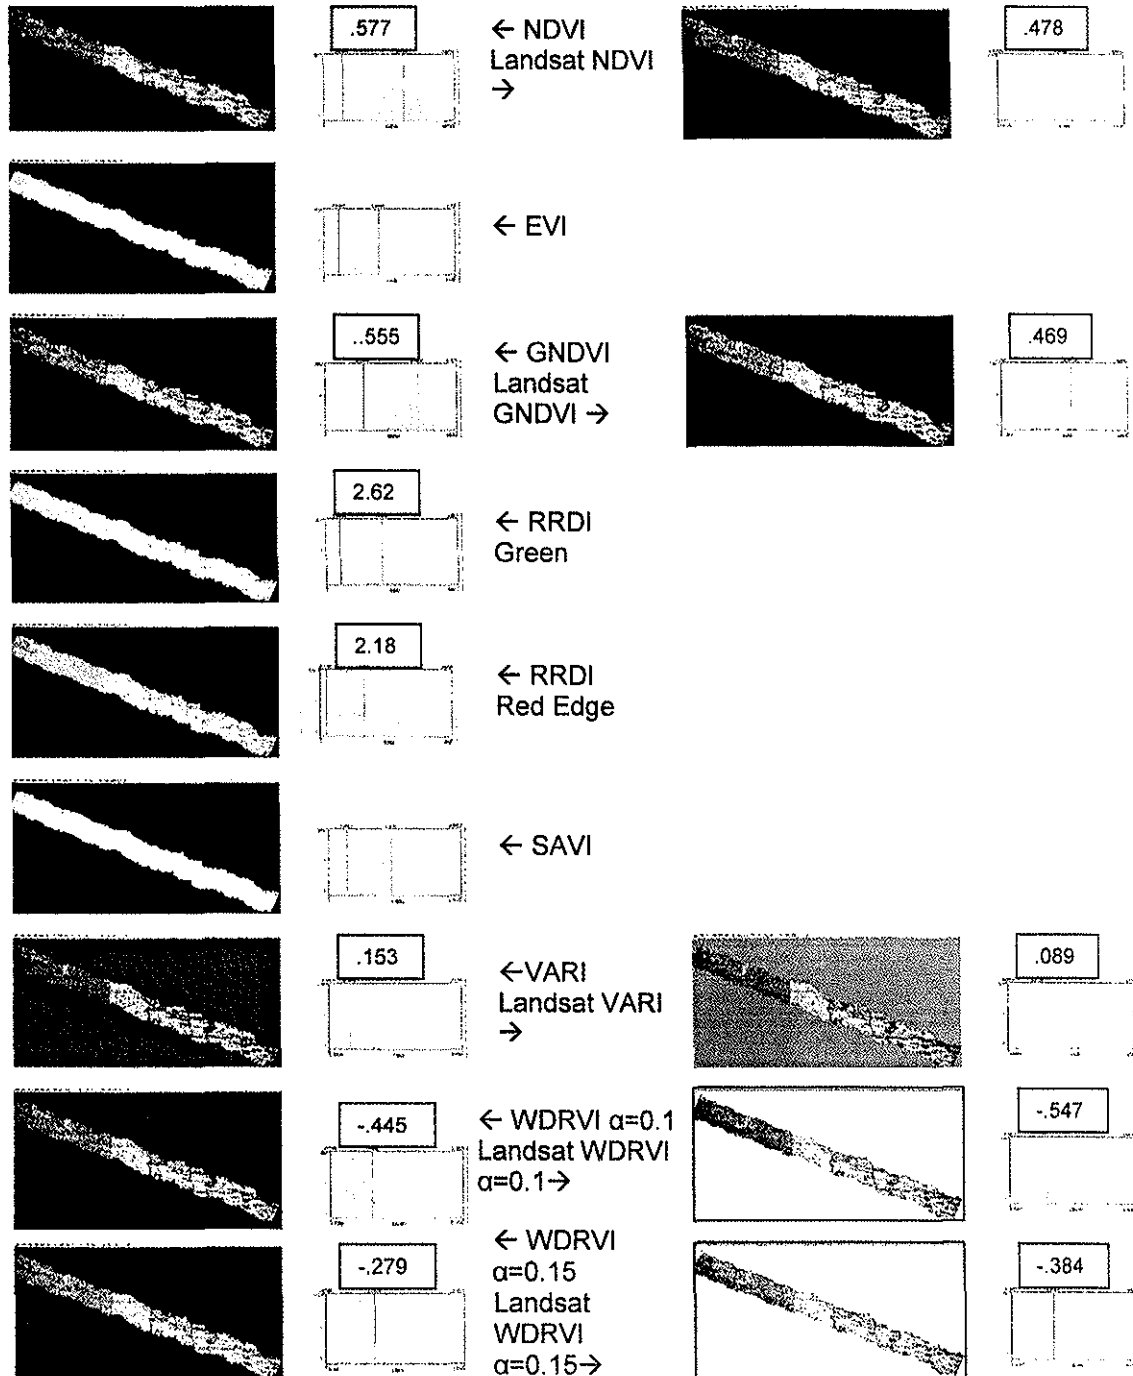 .577
← NDVI
Landsat NDVI
→
.478
← EVI
..555
← GNDVI
Landsat
GNDVI →
.469
2.62
← RRDI
Green
2.18
← RRDI
Red Edge
← SAVI
.153
←VARI
Landsat VARI
→
.089
-.445
← WDRVI α=0.1
Landsat WDRVI
α=0.1→
-.547
-.279
← WDRVI
α=0.15
Landsat
WDRVI
α=0.15→
-.384